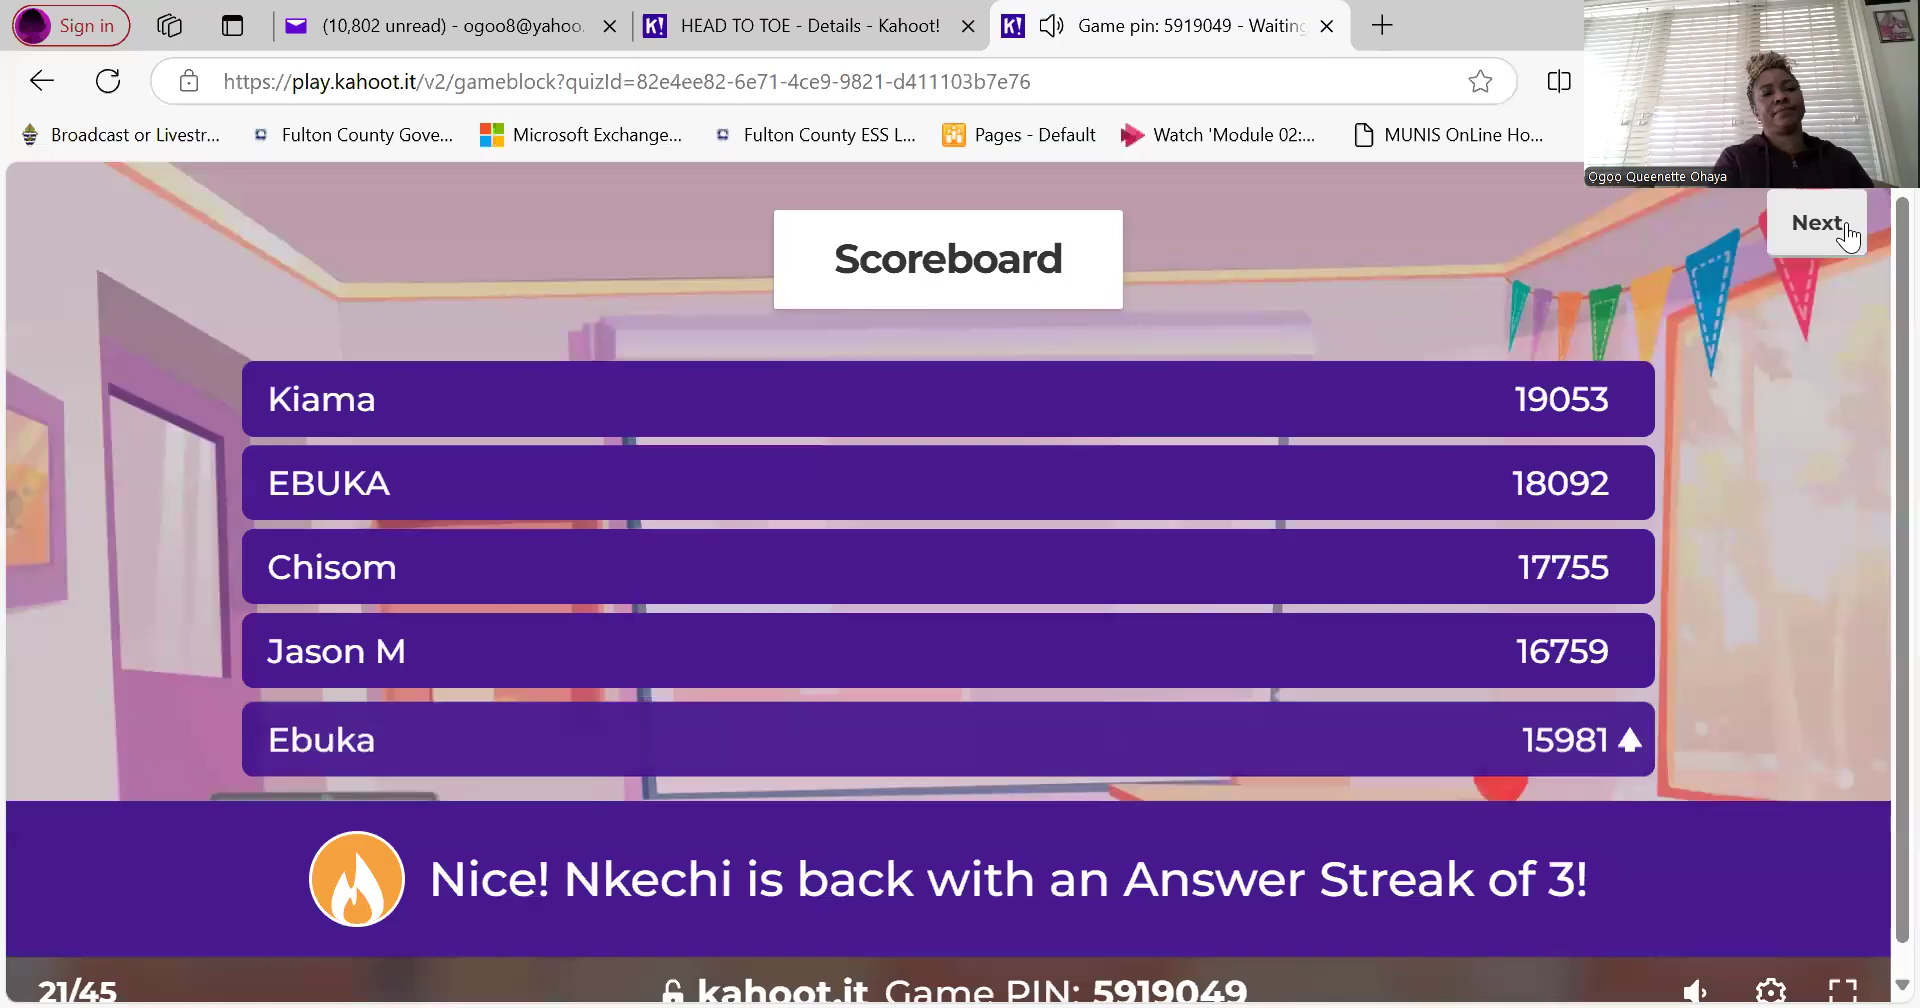 Sign in
(10,802 unread) - ogoo8@yahoo.
K! HEAD TO TOE - Details - Kahoot!
K! Game pin: 5919049 - Waiting
https://play.kahoot.it/v2/gameblock?quizId=82e4ee82-6e71-4ce9-9821-d411103b7e76
Broadcast or Livestr... Fulton County Gove... Microsoft Exchange... Fulton County ESS L... Pages - Default Watch 'Module 02:... MUNIS OnLine Ho...
Ogoo Queenette Ohaya
Next
Scoreboard
Kiama 19053
EBUKA 18092
Chisom 17755
Jason M 16759
Ebuka 15981
Nice! Nkechi is back with an Answer Streak of 3!
21/45
kahoot.it Game PIN: 5919049